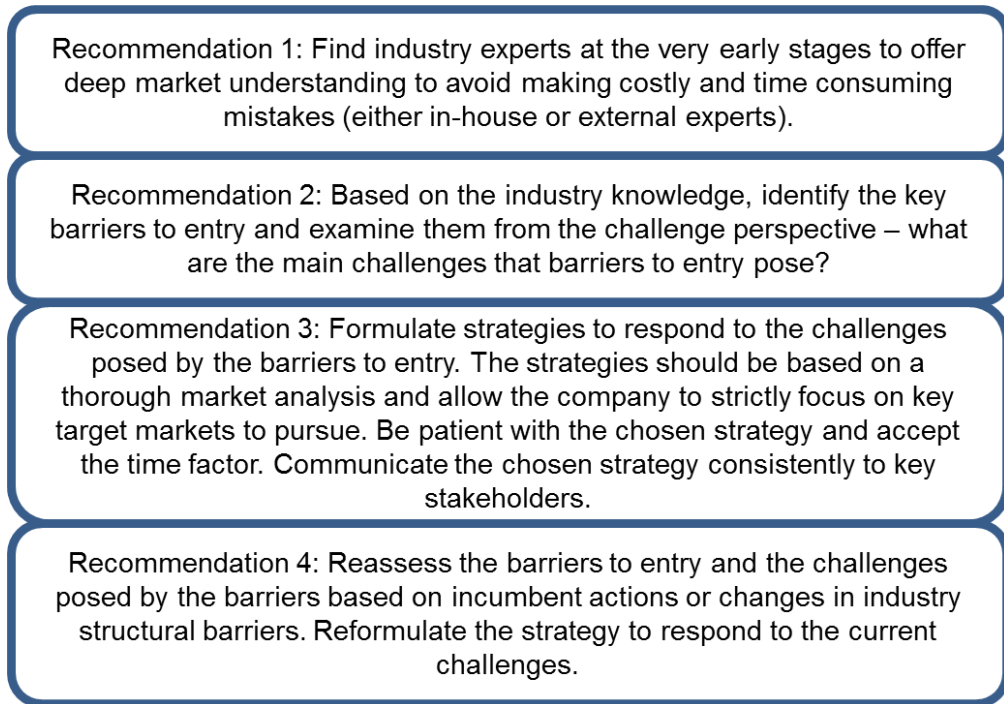 Recommendation 1: Find industry experts at the very early stages to offer
deep market understanding to avoid making costly and time consuming
mistakes (either in-house or external experts).
Recommendation 2: Based on the industry knowledge, identify the key
barriers to entry and examine them from the challenge perspective – what
are the main challenges that barriers to entry pose?
Recommendation 3: Formulate strategies to respond to the challenges
posed by the barriers to entry. The strategies should be based on a
thorough market analysis and allow the company to strictly focus on key
target markets to pursue. Be patient with the chosen strategy and accept
the time factor. Communicate the chosen strategy consistently to key
stakeholders.
Recommendation 4: Reassess the barriers to entry and the challenges
posed by the barriers based on incumbent actions or changes in industry
structural barriers. Reformulate the strategy to respond to the current
challenges.